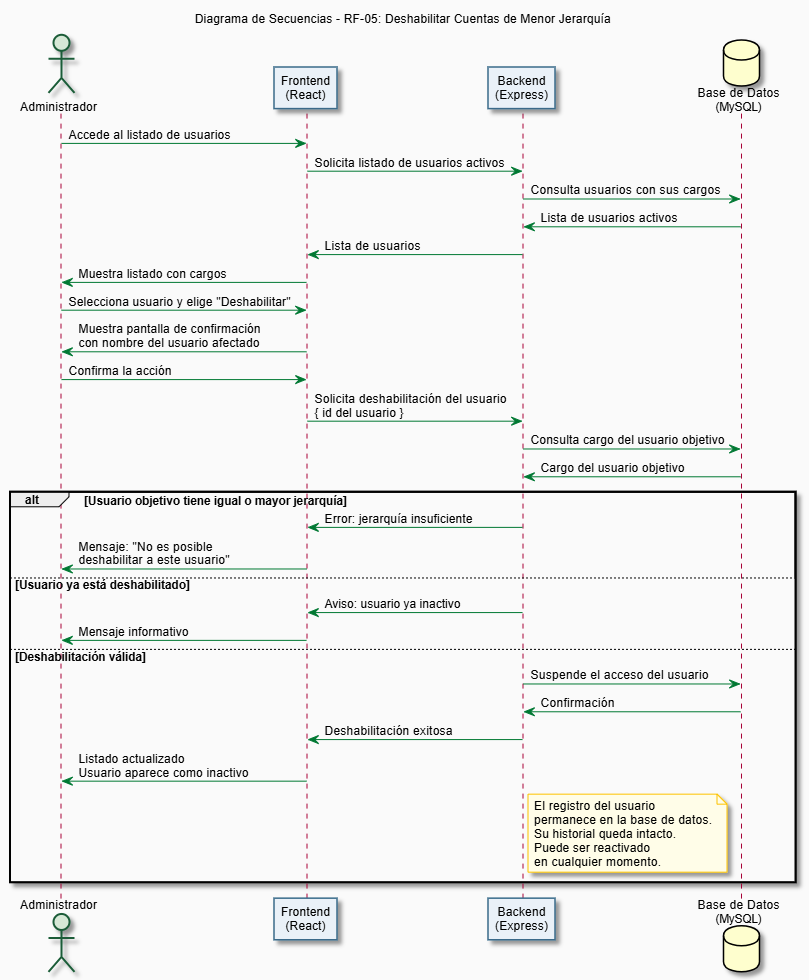 Diagrama de Secuencias - RF-05: Deshabilitar Cuentas de Menor Jerarquía
Administrador
Frontend
(React)
Backend
(Express)
Base de Datos
(MySQL)
Accede al listado de usuarios
Solicita listado de usuarios activos
Consulta usuarios con sus cargos
Lista de usuarios activos
Lista de usuarios
Muestra listado con cargos
Selecciona usuario y elige "Deshabilitar"
Muestra pantalla de confirmación
con nombre del usuario afectado
Confirma la acción
Solicita deshabilitación del usuario
{ id del usuario }
Consulta cargo del usuario objetivo
Cargo del usuario objetivo
alt
[Usuario objetivo tiene igual o mayor jerarquía]
Error: jerarquía insuficiente
Mensaje: "No es posible
deshabilitar a este usuario"
[Usuario ya está deshabilitado]
Aviso: usuario ya inactivo
Mensaje informativo
[Deshabilitación válida]
Suspende el acceso del usuario
Confirmación
Deshabilitación exitosa
Listado actualizado
Usuario aparece como inactivo
El registro del usuario
permanece en la base de datos.
Su historial queda intacto.
Puede ser reactivado
en cualquier momento.
Administrador
Frontend
(React)
Backend
(Express)
Base de Datos
(MySQL)